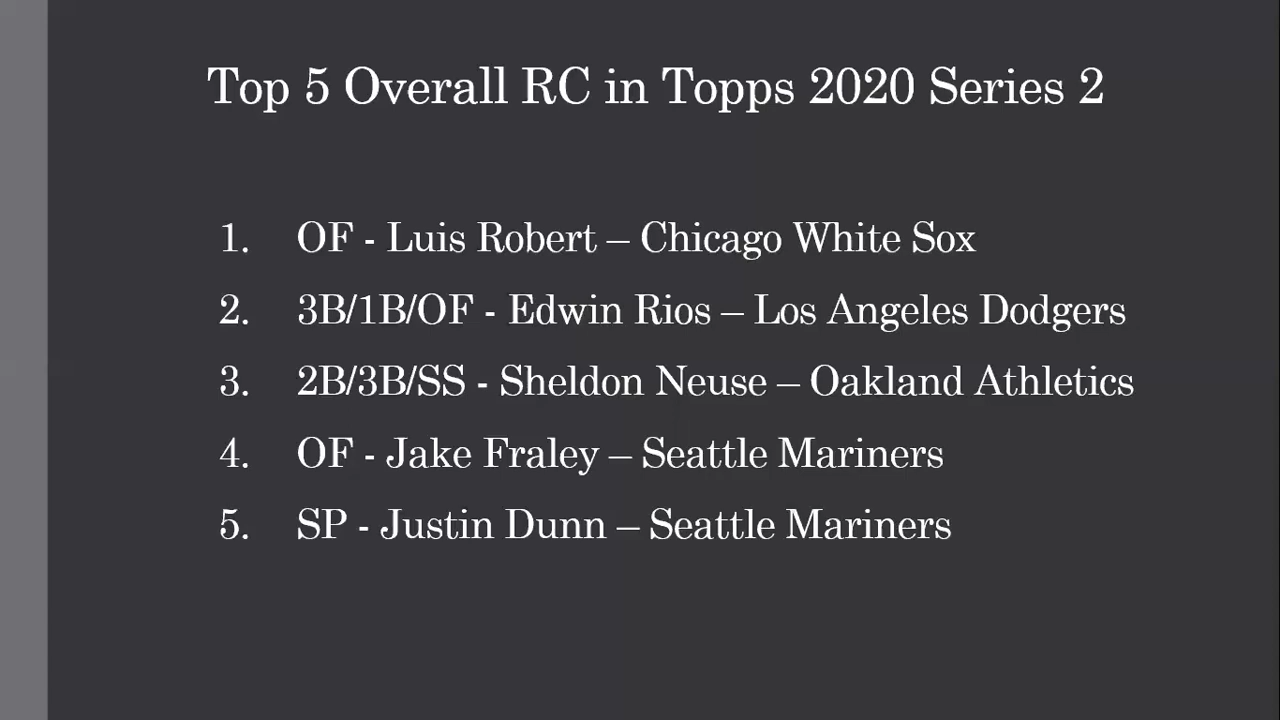 Top 5 Overall RC in Topps 2020 Series 2
1. OF - Luis Robert – Chicago White Sox
2. 3B/1B/OF - Edwin Rios – Los Angeles Dodgers
3. 2B/3B/SS - Sheldon Neuse – Oakland Athletics
4. OF - Jake Fraley – Seattle Mariners
5. SP - Justin Dunn – Seattle Mariners